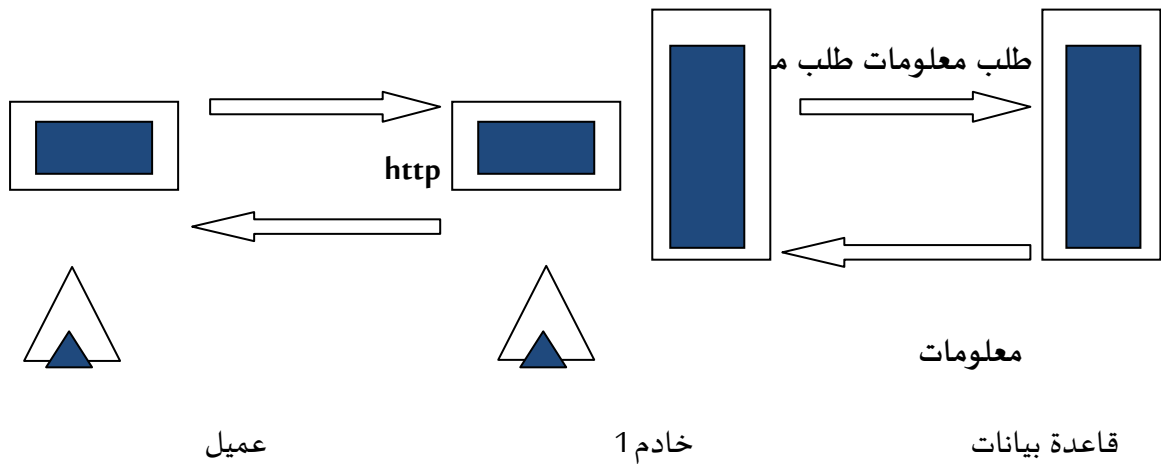 طلب معلومات طلب
http
معلومات
قاعدة بيانات
خادم1
عميل